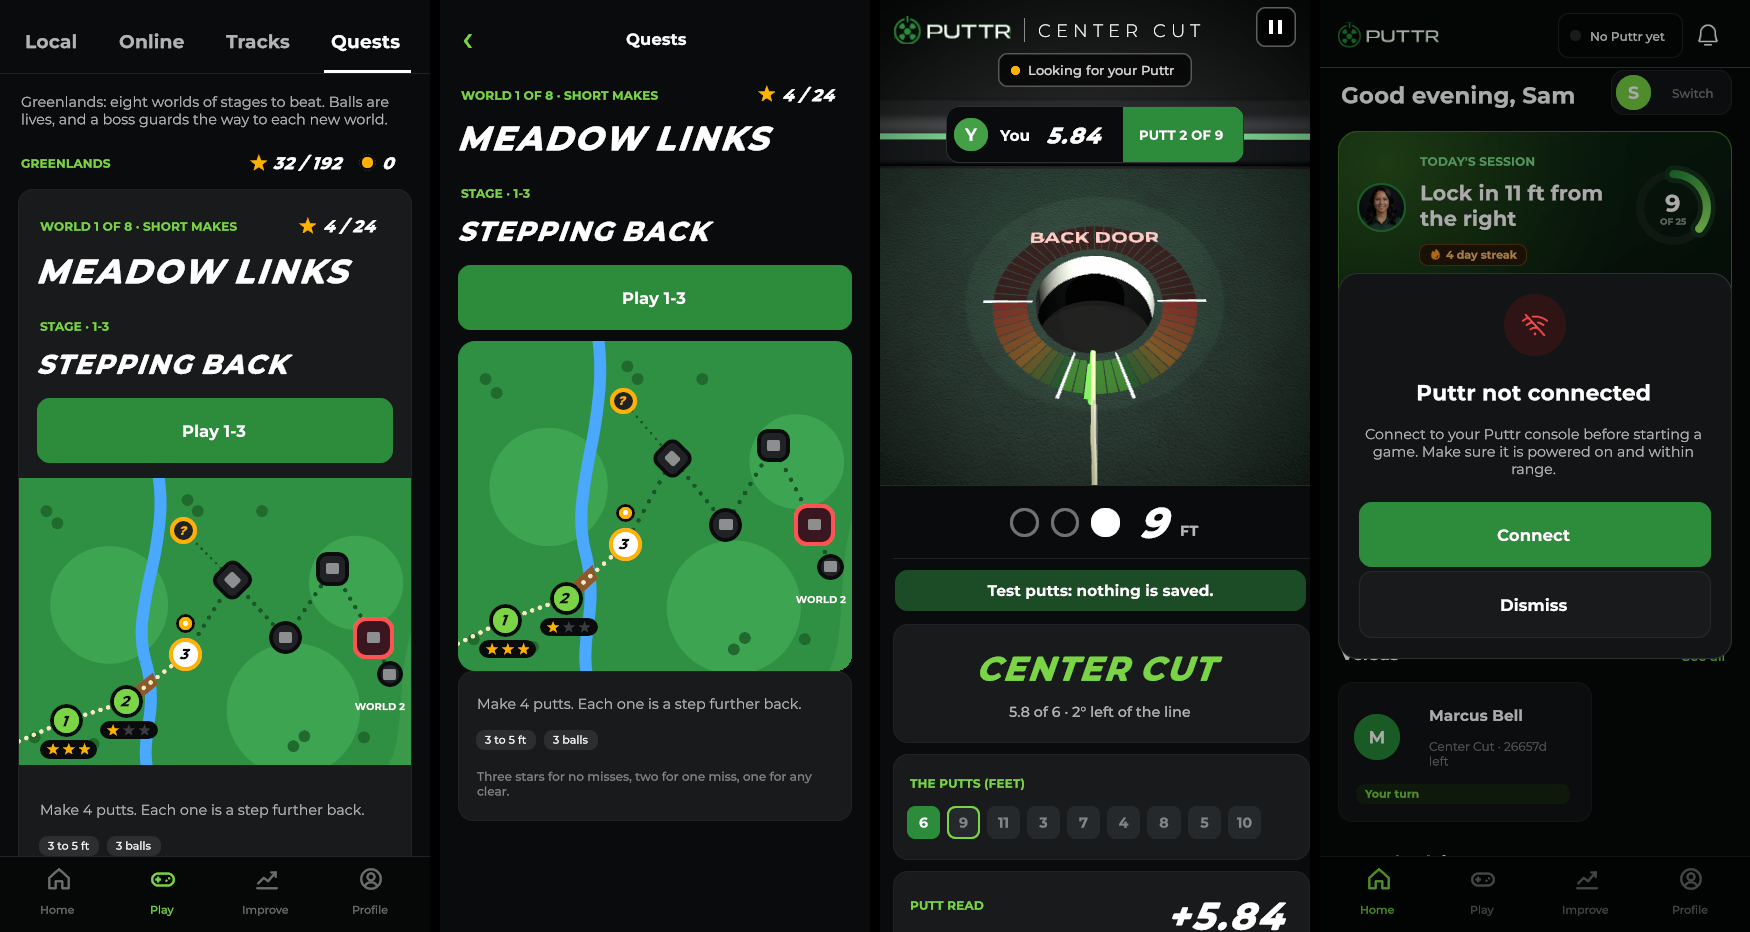 Local Online Tracks Quests
Greenlands: eight worlds of stages to beat. Balls are
lives, and a boss guards the way to each new world.
GREENLANDS 32 / 192 0
WORLD 1 OF 8 · SHORT MAKES 4 / 24
MEADOW LINKS
STAGE · 1-3
STEPPING BACK
Play 1-3
?
3
2
1
WORLD 2
Make 4 putts. Each one is a step further back.
3 to 5 ft 3 balls
Home Play Improve Profile
Quests
WORLD 1 OF 8 · SHORT MAKES 4 / 24
MEADOW LINKS
STAGE · 1-3
STEPPING BACK
Play 1-3
?
3
2
1
WORLD 2
Make 4 putts. Each one is a step further back.
3 to 5 ft 3 balls
Three stars for no misses, two for one miss, one for any
clear.
PUTTR CENTER CUT
Looking for your Puttr
Y You 5.84 PUTT 2 OF 9
BACK DOOR
9 FT
Test putts: nothing is saved.
CENTER CUT
5.8 of 6 · 2° left of the line
THE PUTTS (FEET)
6 9 11 3 7 4 8 5 10
PUTT READ +5.84
PUTTR No Puttr yet
Good evening, Sam S Switch
TODAY'S SESSION
Lock in 11 ft from
the right
9
OF 25
4 day streak
Puttr not connected
Connect to your Puttr console before starting a
game. Make sure it is powered on and within
range.
Connect
Dismiss
M Marcus Bell
Center Cut · 26657d
left
Your turn
Home Play Improve Profile